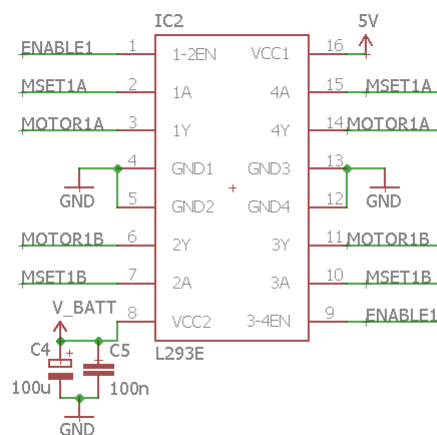 IC2
5V
ENABLE1 1 1-2EN VCC1 16
MSET1A 2 1A 4A 15 MSET1A
MOTOR1A 3 1Y 4Y 14 MOTOR1A
4 GND1 GND3 13
GND GND
5 GND2 GND4 12
MOTOR1B 6 2Y 3Y 11 MOTOR1B
MSET1B 7 2A 3A 10 MSET1B
V_BATT 8 VCC2 3-4EN 9 ENABLE1
C4 + C5 L293E
100u 100n
GND